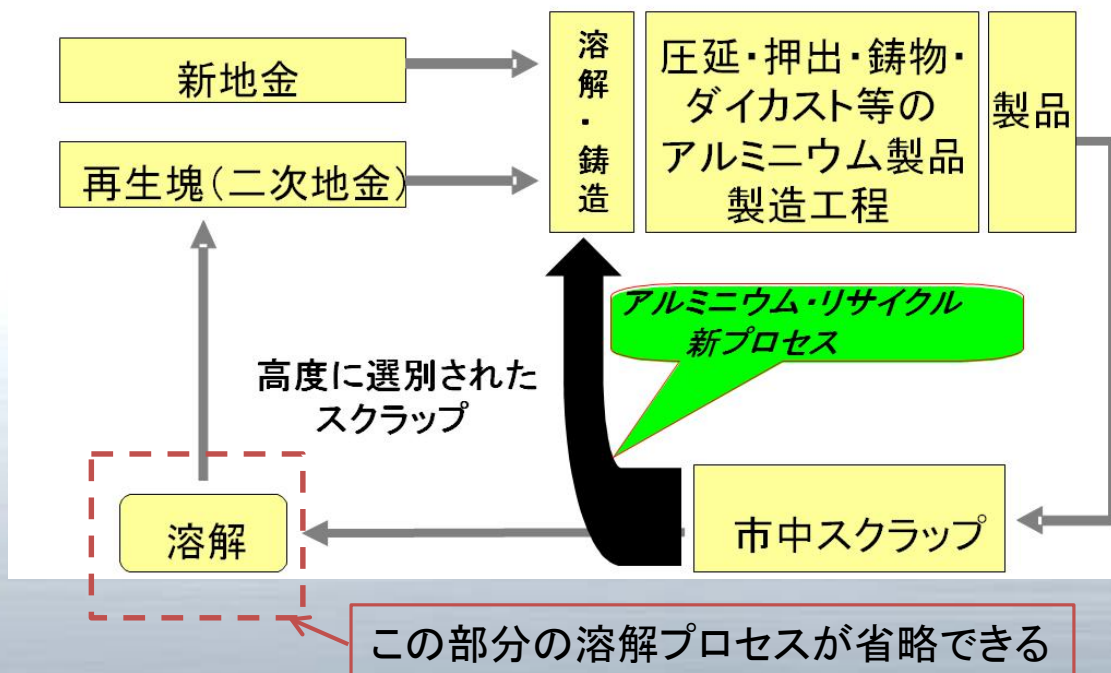 新地金
再生塊(二次地金)
溶解・鋳造
圧延・押出・鋳物・
ダイカスト等の
アルミニウム製品
製造工程
製品
アルミニウム・リサイクル
新プロセス
高度に選別された
スクラップ
溶解
市中スクラップ
この部分の溶解プロセスが省略できる